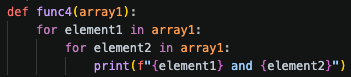 def func4(array1):
    for element1 in array1:
        for element2 in array1:
            print(f"{element1} and {element2}")